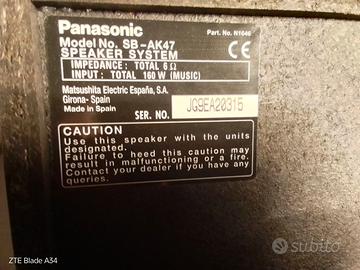 Panasonic
Part. No. N1646
Model No. SB-AK47
SPEAKER SYSTEM
CE
IMPEDANCE: TOTAL 6 Ω
INPUT: TOTAL 160 W (MUSIC)
Matsushita Electric España, S.A.
Girona- Spain
Made in Spain
SER. NO.
JG9EA20315
CAUTION
Use this speaker with the units
designated.
Failure to heed this caution may
result in malfunctioning or a fire.
Contact your dealer if you have any
queries.
ZTE Blade A34
subito